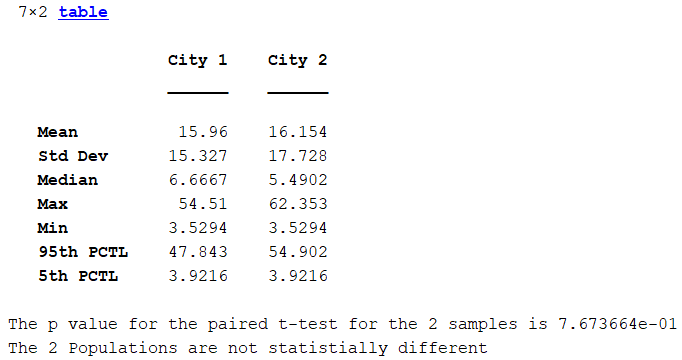 7×2 table
City 1 City 2
Mean 15.96 16.154
Std Dev 15.327 17.728
Median 6.6667 5.4902
Max 54.51 62.353
Min 3.5294 3.5294
95th PCTL 47.843 54.902
5th PCTL 3.9216 3.9216
The p value for the paired t-test for the 2 samples is 7.673664e-01
The 2 Populations are not statistially different